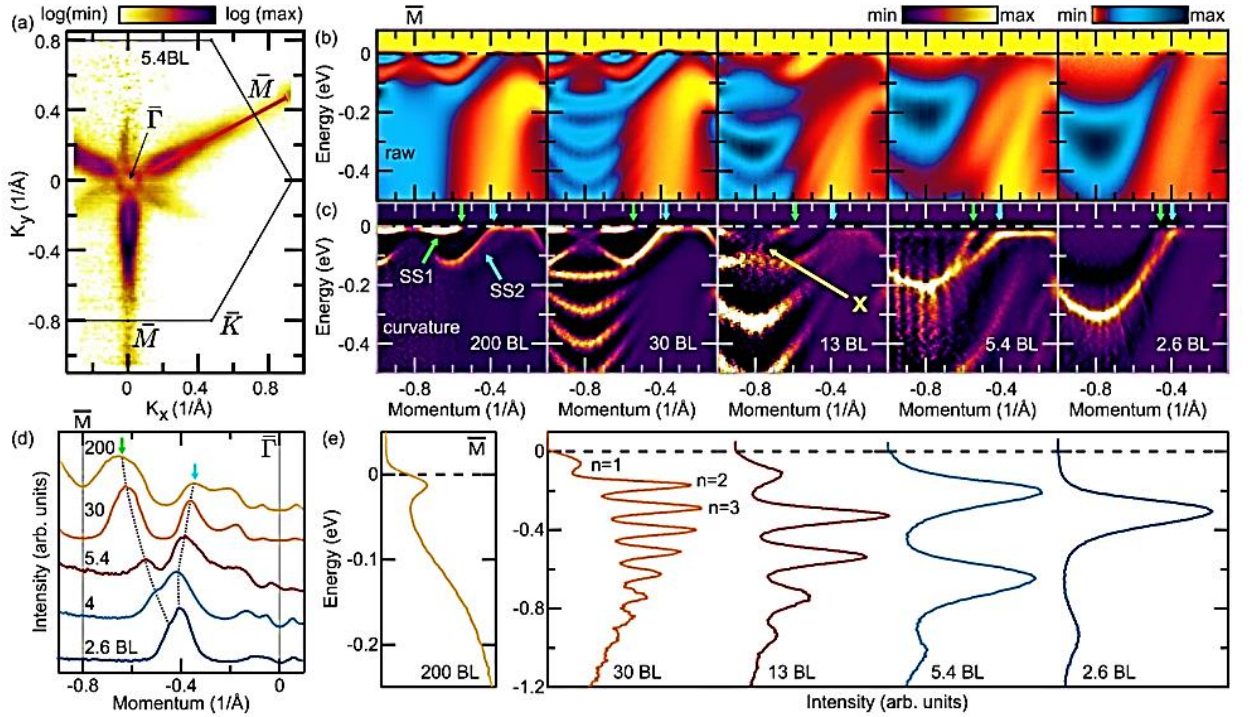 (a)
log(min)
log (max)
0.8
5.4BL
M̅
Γ̅
0.4
0
-0.4
-0.8
M̅
K̅
Ky (1/Å)
0
0.4
0.8
Kx (1/Å)
M̅
min
max
min
max
(b)
0
-0.2
-0.4
Energy (eV)
raw
(c)
0
-0.2
-0.4
Energy (eV)
SS1
SS2
X
curvature
200 BL
30 BL
13 BL
5.4 BL
2.6 BL
-0.8
-0.4
-0.8
-0.4
-0.8
-0.4
-0.8
-0.4
-0.8
-0.4
Momentum (1/Å)
Momentum (1/Å)
Momentum (1/Å)
Momentum (1/Å)
Momentum (1/Å)
(d)
M̅
Γ̅
200
30
5.4
4
2.6 BL
Intensity (arb. units)
-0.8
-0.4
0
Momentum (1/Å)
(e)
M̅
0
-0.1
-0.2
Energy (eV)
200 BL
0
-0.4
-0.8
-1.2
n=1
n=2
n=3
30 BL
13 BL
5.4 BL
2.6 BL
Intensity (arb. units)